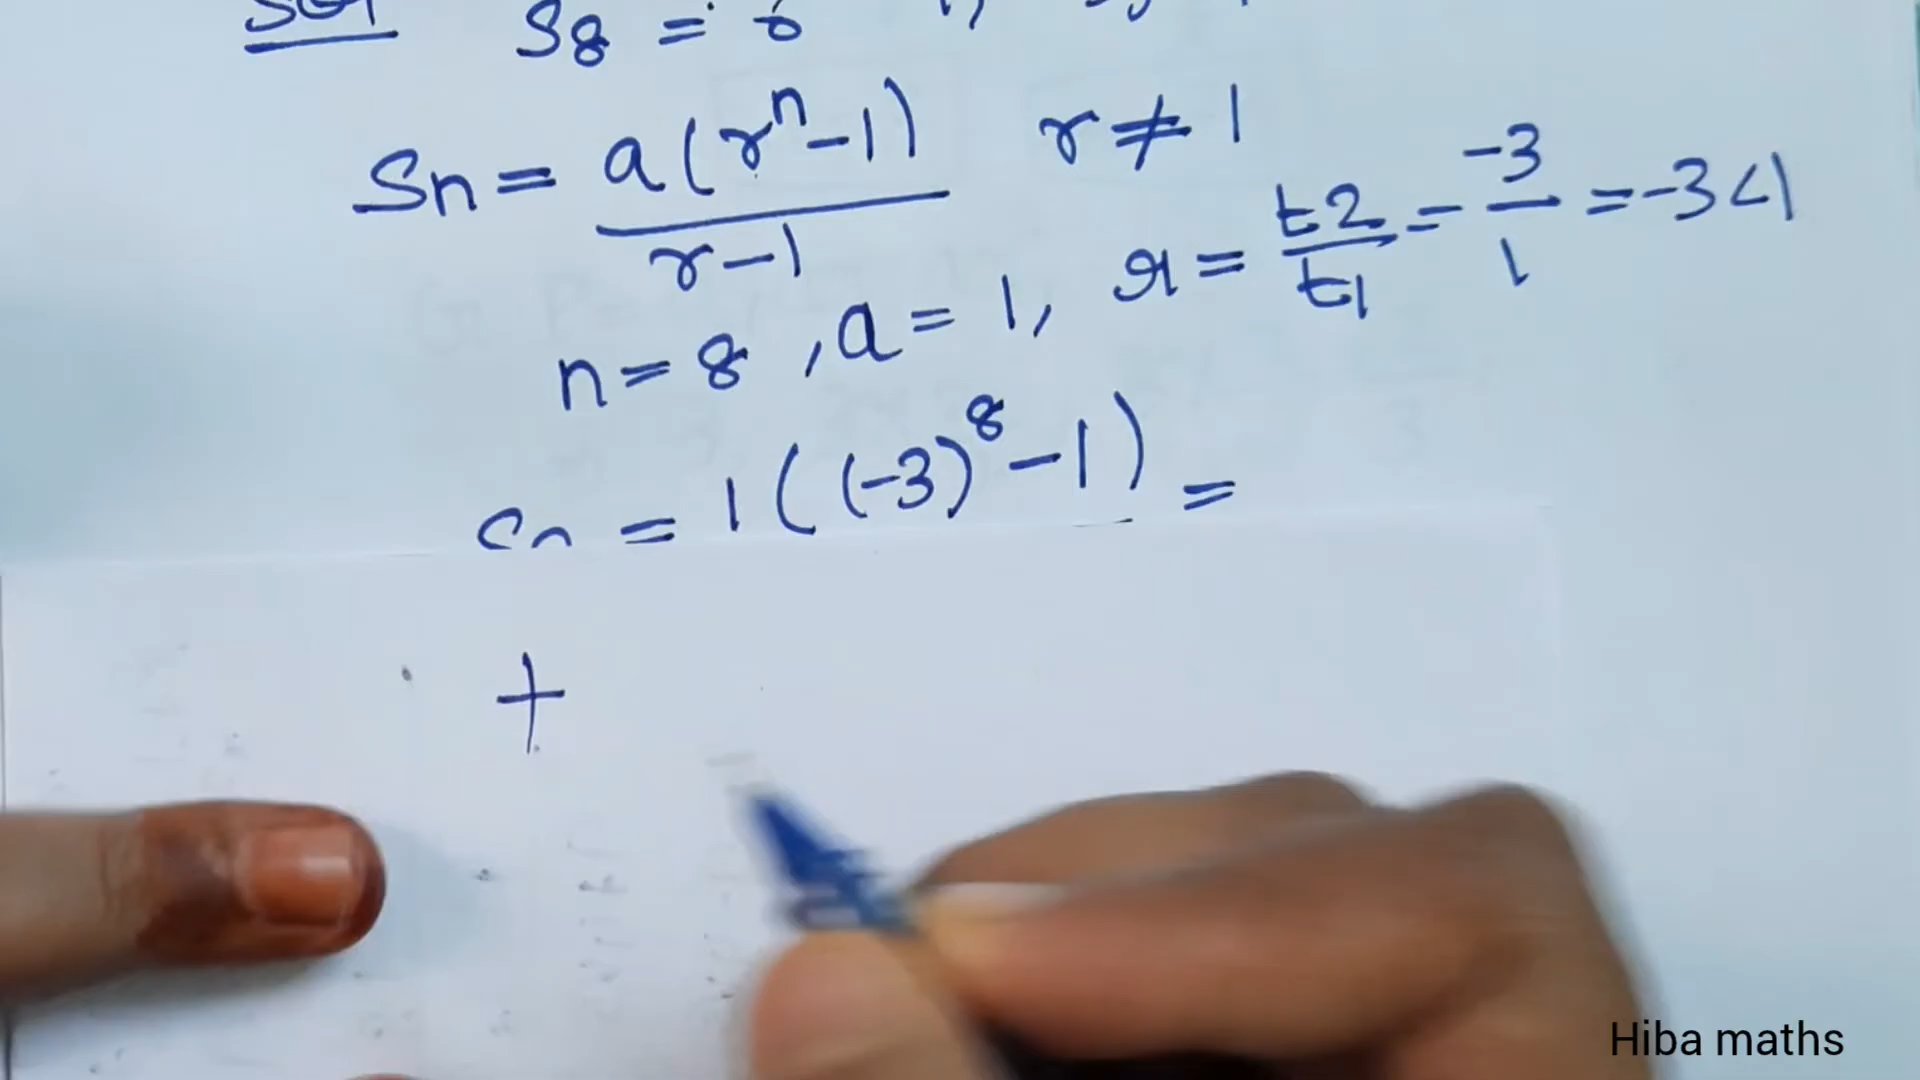 S8 =
Sn = a(r^n-1)/r-1 r ≠ 1
n = 8, a = 1, r = t2/t1 = -3/1 = -3<1
= 1((-3)^8-1) =
+
Hiba maths